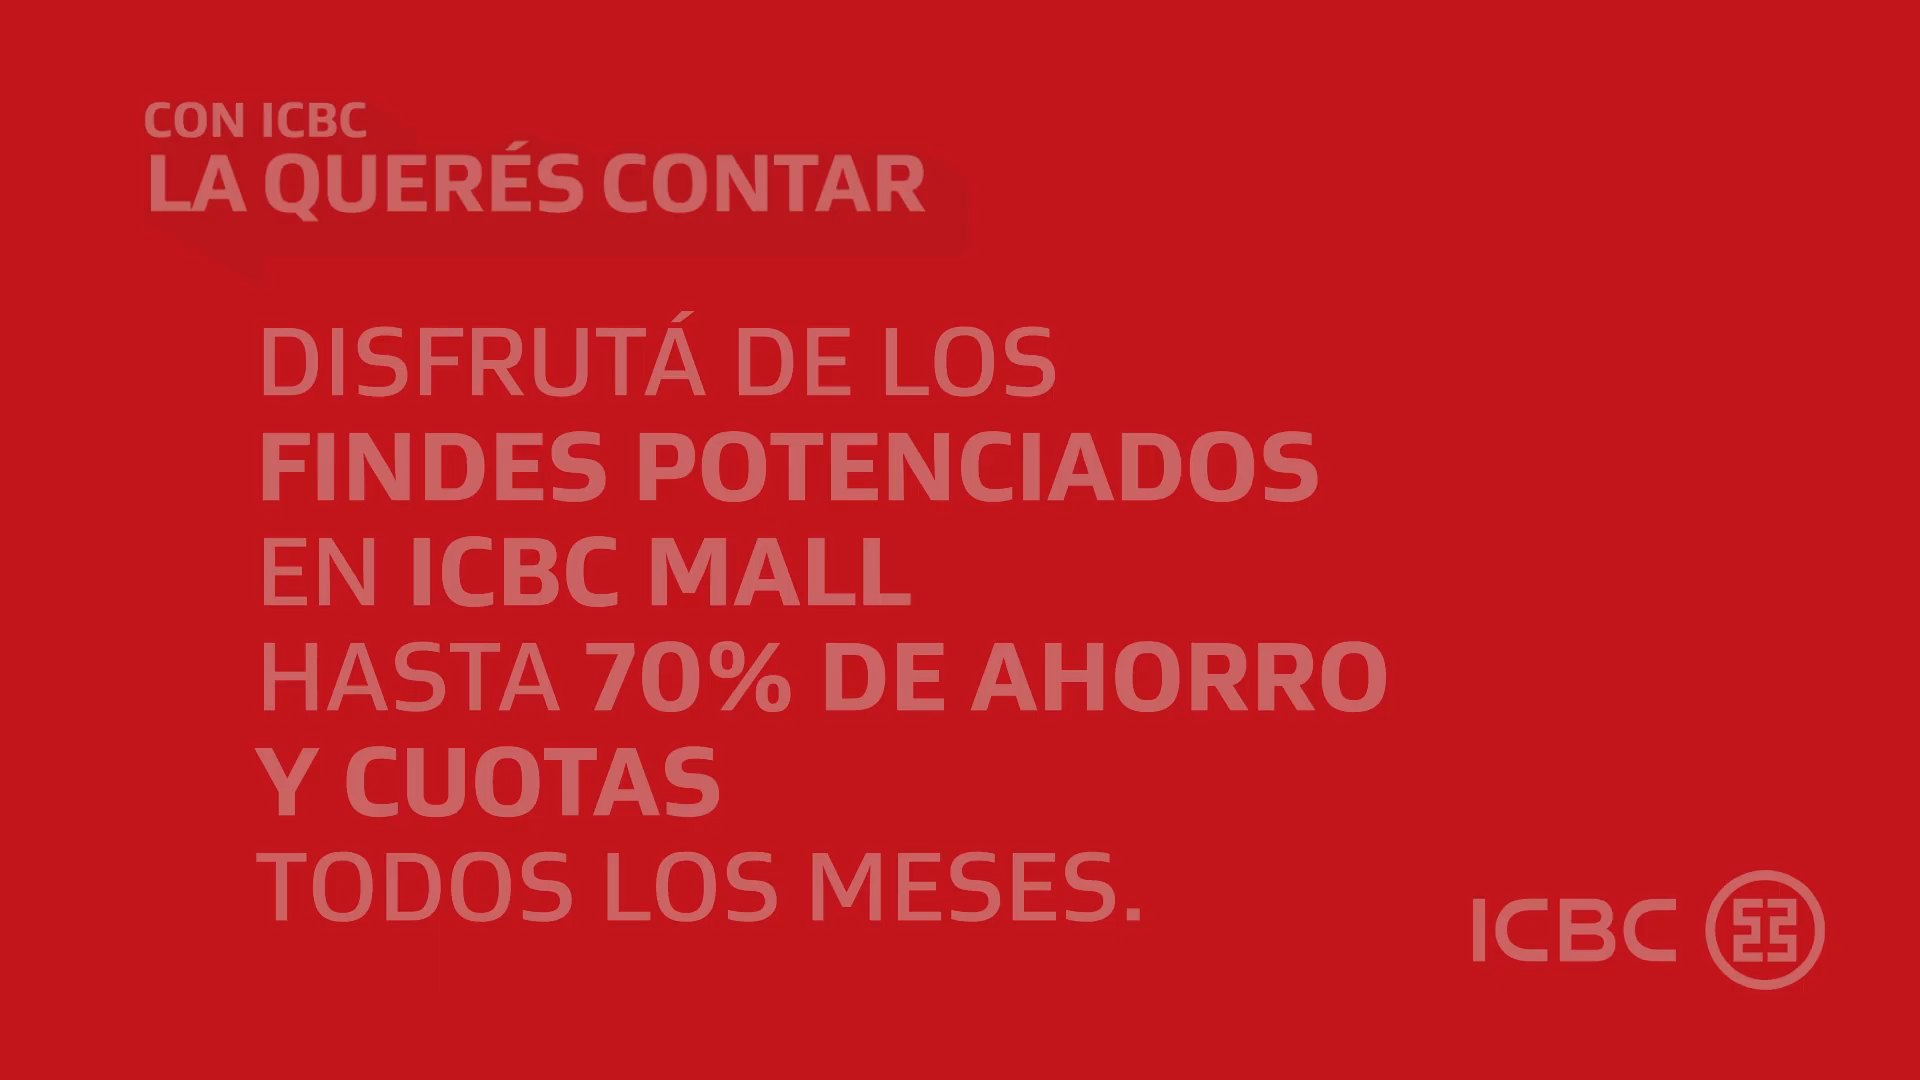 CON ICBC
LA QUERÉS CONTAR
DISFRUTÁ DE LOS
FINDES POTENCIADOS
EN ICBC MALL
HASTA 70% DE AHORRO
Y CUOTAS
TODOS LOS MESES.
ICBC